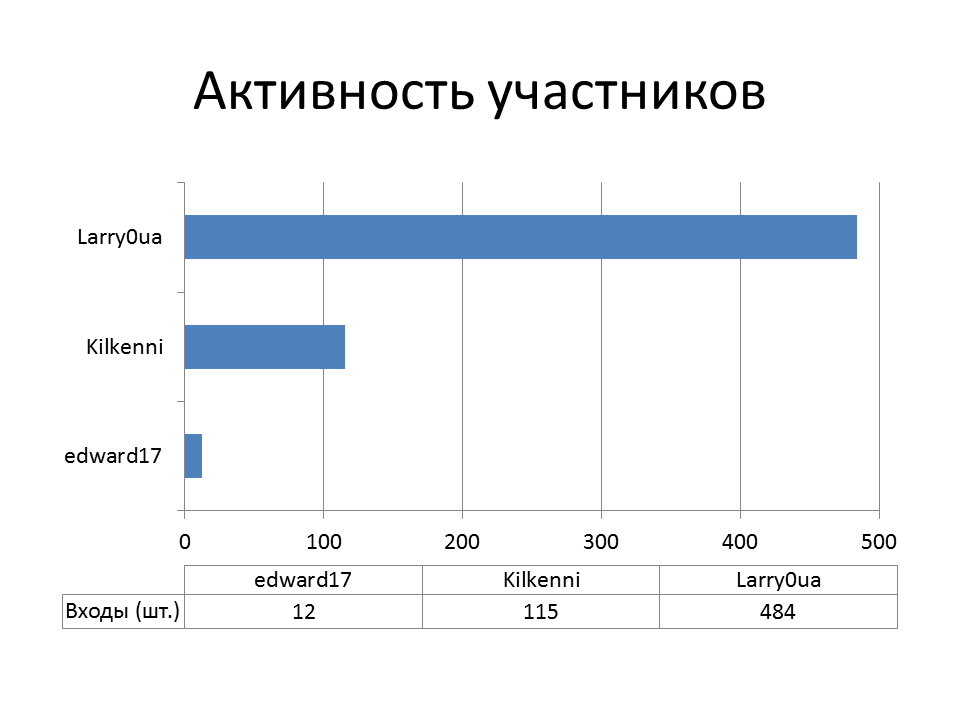 Активность участников
Larry0ua
Kilkenni
edward17
0 100 200 300 400 500
edward17 Kilkenni Larry0ua
Входы (шт.) 12 115 484